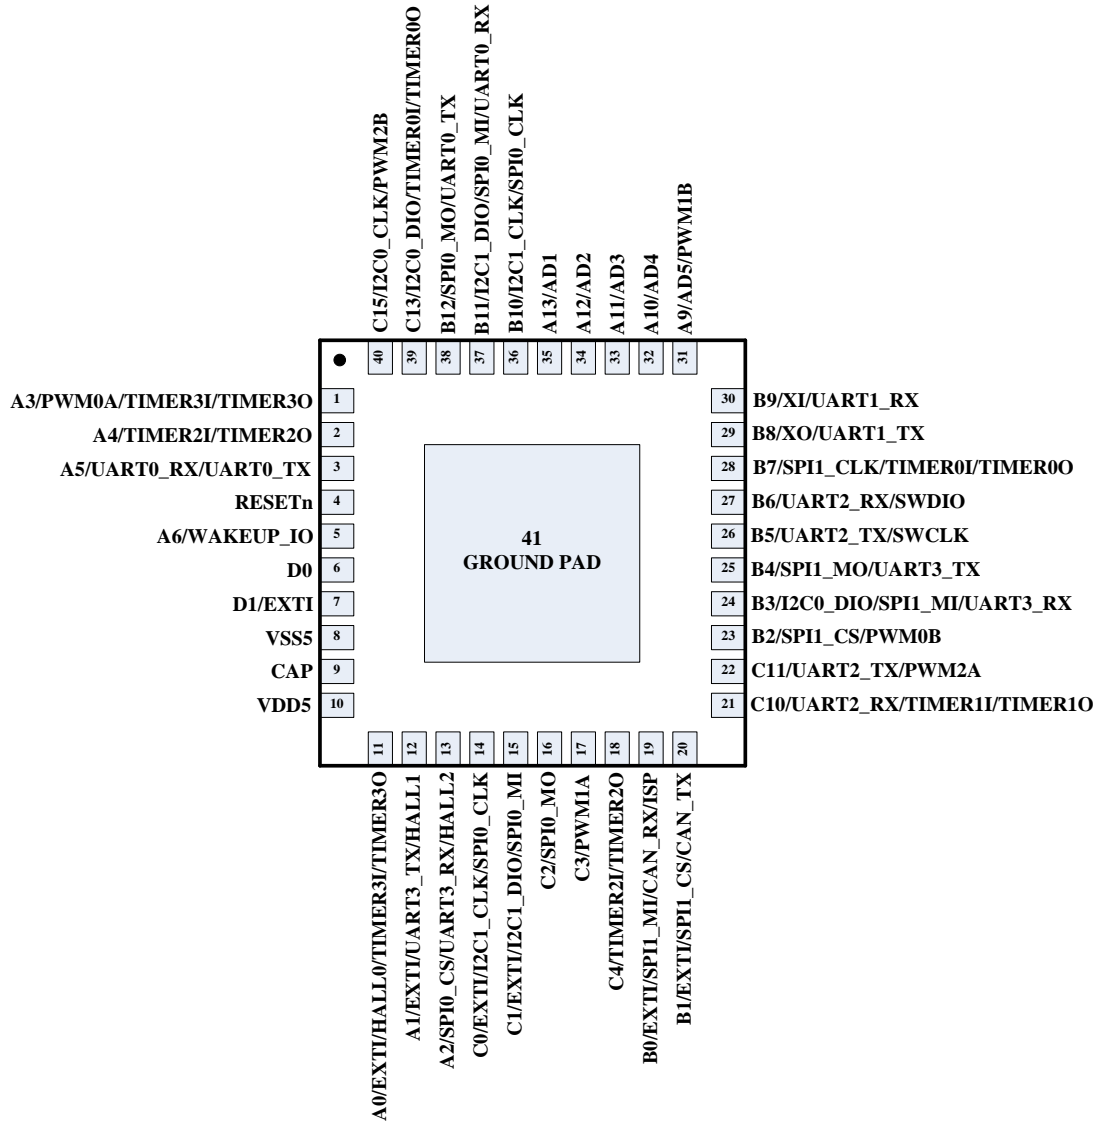 C15/I2C0_CLK/PWM2B
C13/I2C0_DIO/TIMER0I/TIMER0O
B12/SPI0_MO/UART0_TX
B11/I2C1_DIO/SPI0_MI/UART0_RX
B10/I2C1_CLK/SPI0_CLK
A13/AD1
A12/AD2
A11/AD3
A10/AD4
A9/AD5/PWM1B
40
39
38
37
36
35
34
33
32
31
A3/PWM0A/TIMER3I/TIMER3O
1
A4/TIMER2I/TIMER2O
2
A5/UART0_RX/UART0_TX
3
RESETn
4
A6/WAKEUP_IO
5
D0
6
D1/EXTI
7
VSS5
8
CAP
9
VDD5
10
41
GROUND PAD
30
B9/XI/UART1_RX
29
B8/XO/UART1_TX
28
B7/SPI1_CLK/TIMER0I/TIMER0O
27
B6/UART2_RX/SWDIO
26
B5/UART2_TX/SWCLK
25
B4/SPI1_MO/UART3_TX
24
B3/I2C0_DIO/SPI1_MI/UART3_RX
23
B2/SPI1_CS/PWM0B
22
C11/UART2_TX/PWM2A
21
C10/UART2_RX/TIMER1I/TIMER1O
11
12
13
14
15
16
17
18
19
20
A0/EXTI/HALL0/TIMER3I/TIMER3O
A1/EXTI/UART3_TX/HALL1
A2/SPI0_CS/UART3_RX/HALL2
C0/EXTI/I2C1_CLK/SPI0_CLK
C1/EXTI/I2C1_DIO/SPI0_MI
C2/SPI0_MO
C3/PWM1A
C4/TIMER2I/TIMER2O
B0/EXTI/SPI1_MI/CAN_RX/ISP
B1/EXTI/SPI1_CS/CAN_TX